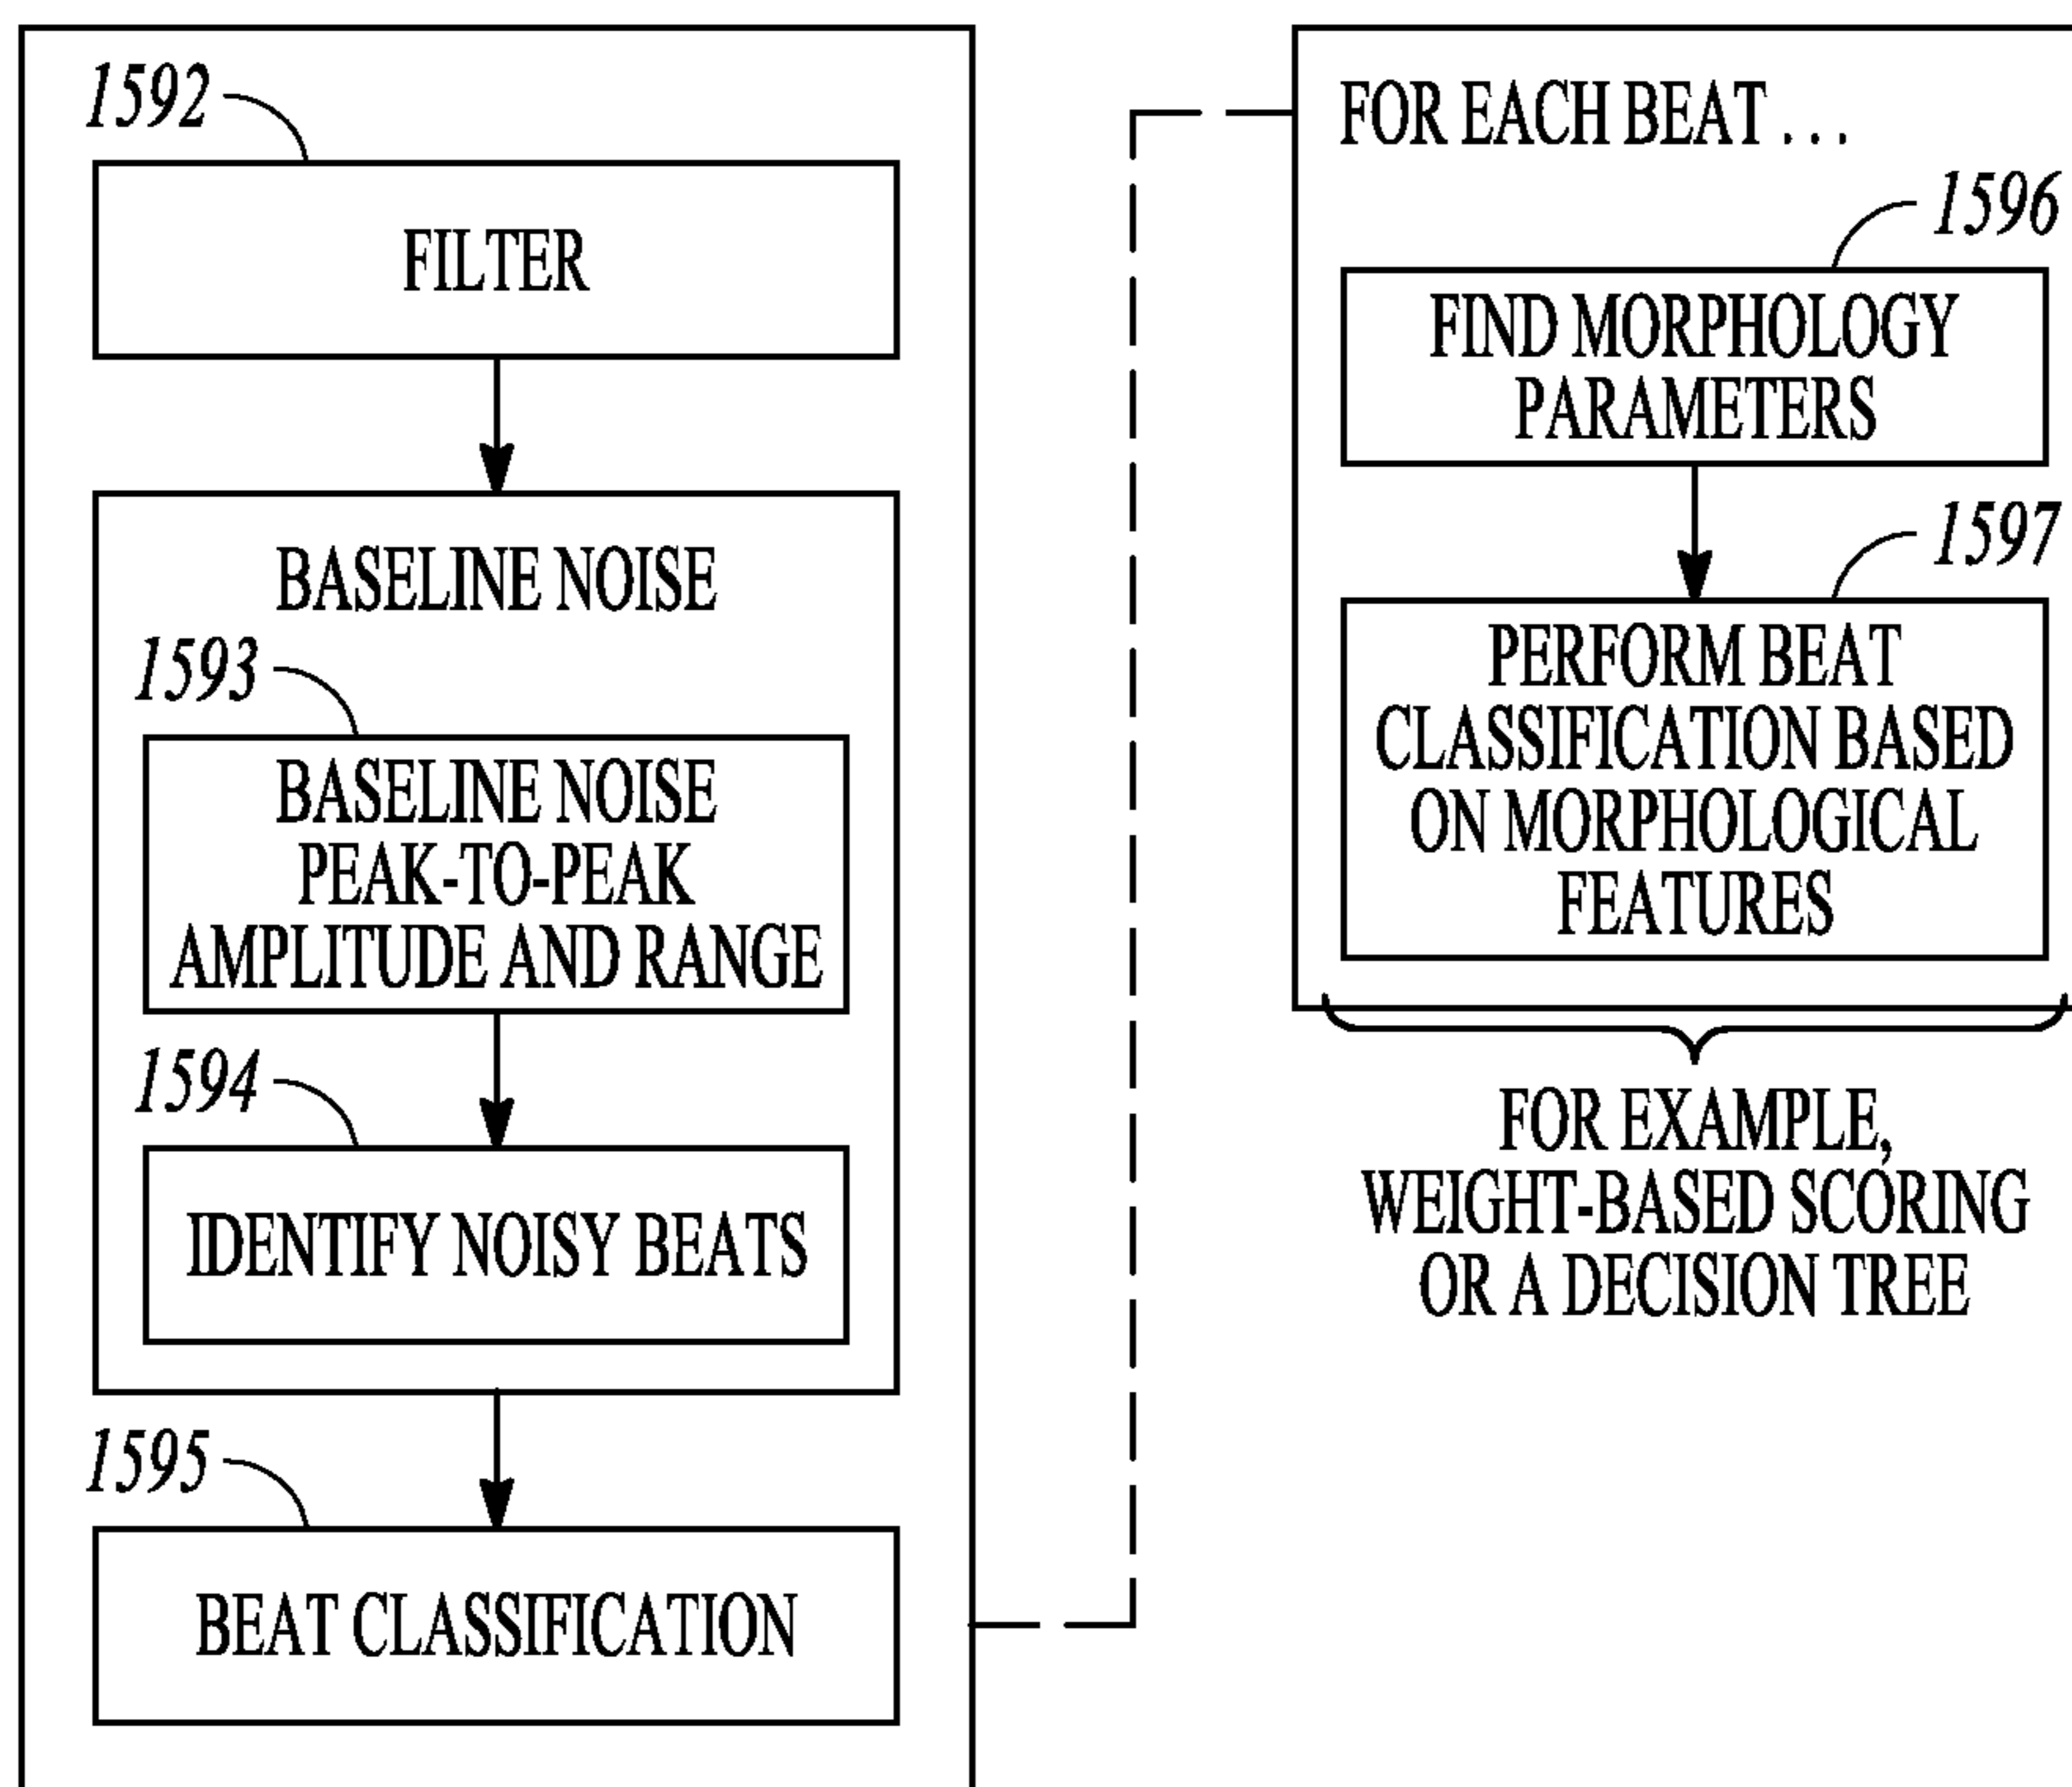 1592
FILTER
BASELINE NOISE
1593
BASELINE NOISE
PEAK-TO-PEAK
AMPLITUDE AND RANGE
1594
IDENTIFY NOISY BEATS
1595
BEAT CLASSIFICATION
FOR EACH BEAT . . .
1596
FIND MORPHOLOGY
PARAMETERS
1597
PERFORM BEAT
CLASSIFICATION BASED
ON MORPHOLOGICAL
FEATURES
FOR EXAMPLE,
WEIGHT-BASED SCORING
OR A DECISION TREE